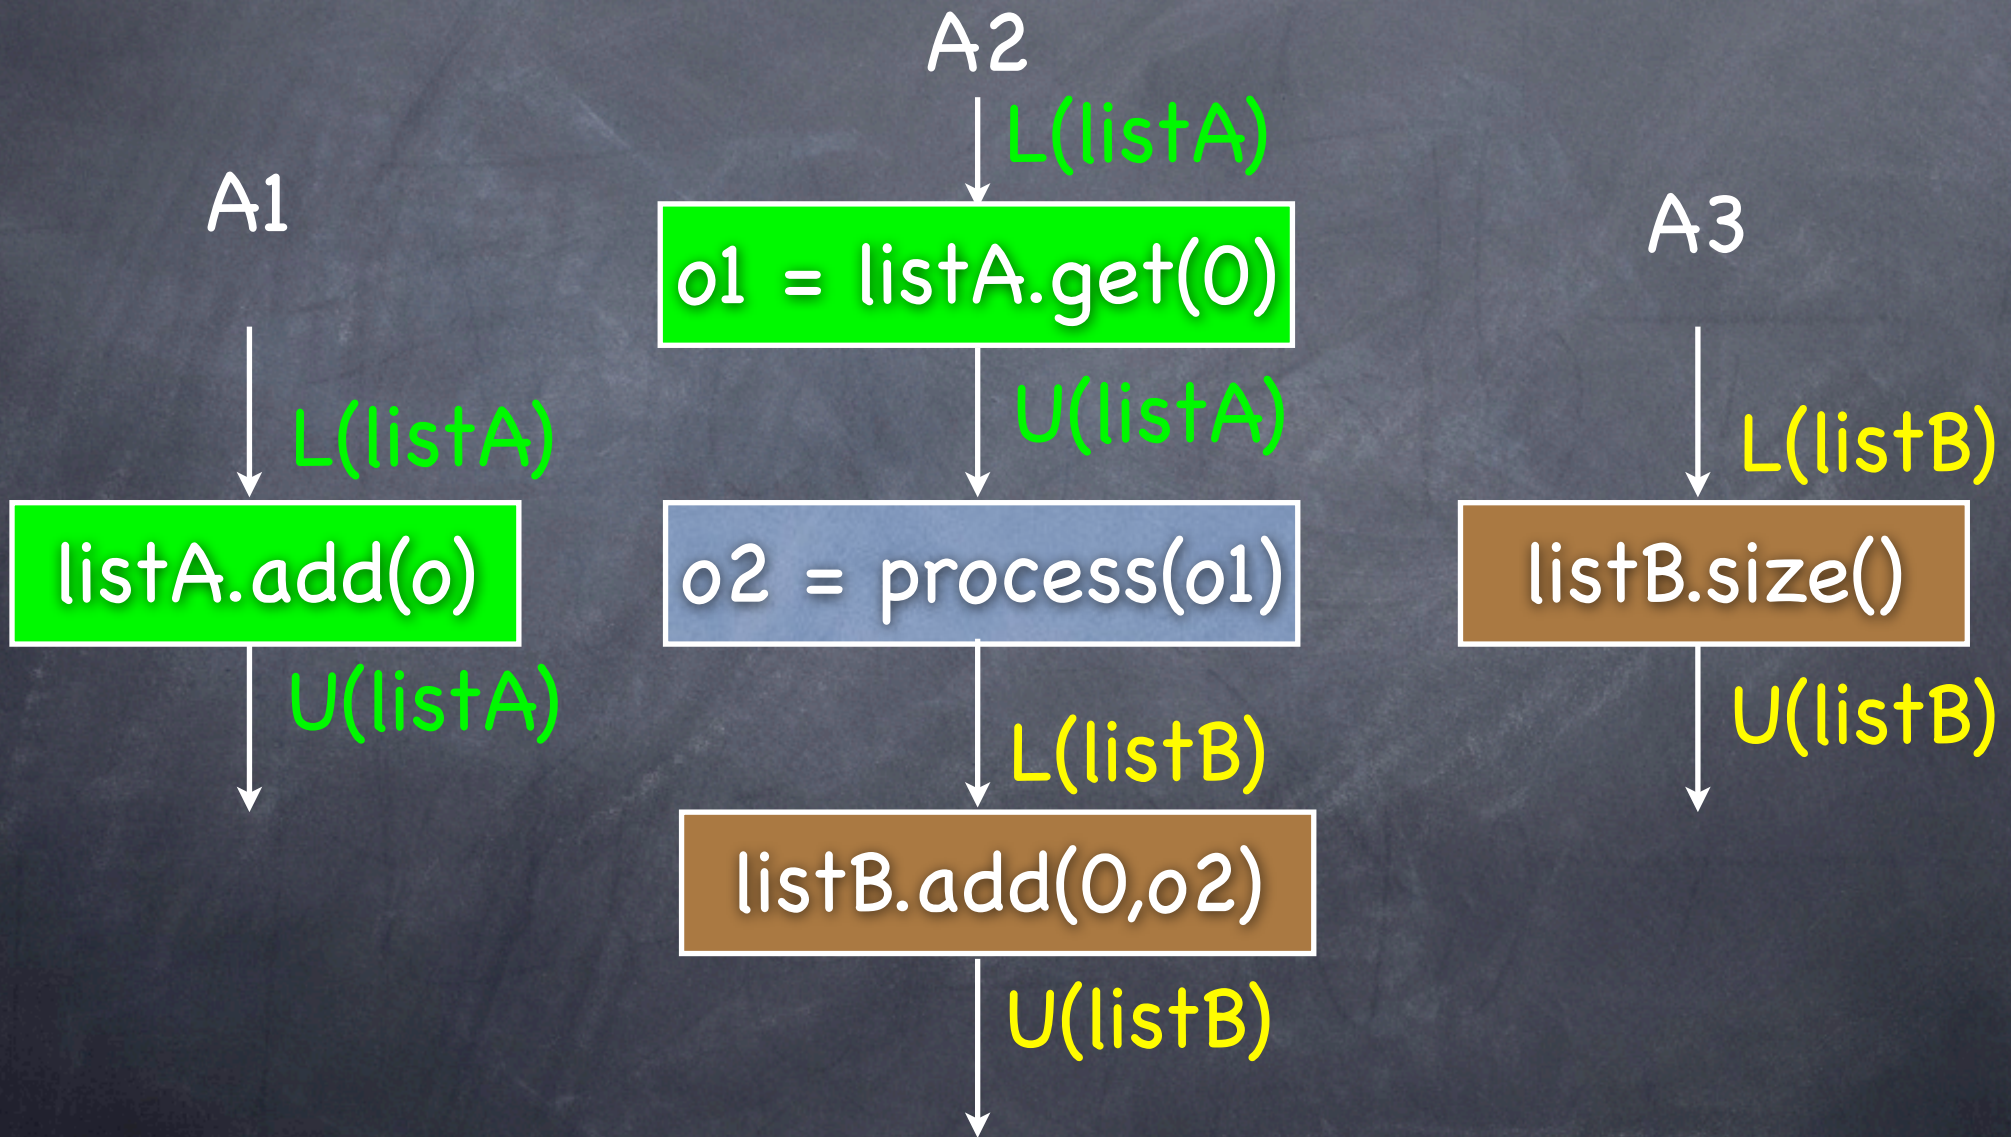 A2
L(listA)
A1
o1 = listA.get(0)
A3
U(listA)
L(listA)
L(listB)
listA.add(o)
o2 = process(o1)
listB.size()
U(listA)
U(listB)
L(listB)
listB.add(0,o2)
U(listB)